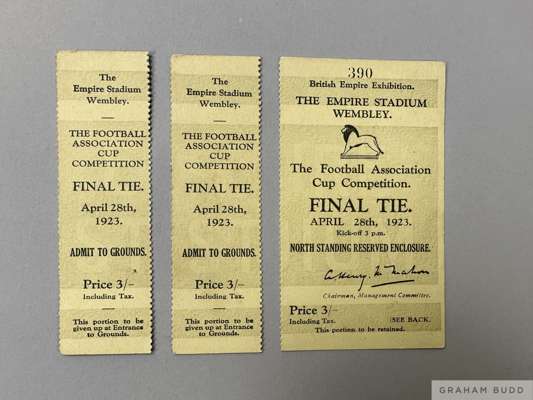 The
Empire Stadium
Wembley.
THE FOOTBALL
ASSOCIATION
CUP
COMPETITION
FINAL TIE.
April 28th,
1923.
ADMIT TO GROUNDS.
Price 3/-
Including Tax.
This portion to be
given up at Entrance
to Grounds.
The
Empire Stadium
Wembley.
THE FOOTBALL
ASSOCIATION
CUP
COMPETITION
FINAL TIE.
April 28th,
1923.
ADMIT TO GROUNDS.
Price 3/-
Including Tax.
This portion to be
given up at Entrance
to Grounds.
390
British Empire Exhibition.
THE EMPIRE STADIUM
WEMBLEY.
The Football Association
Cup Competition.
FINAL TIE.
APRIL 28th, 1923.
Kick-off 3 p.m.
NORTH STANDING RESERVED ENCLOSURE.
A Henry McMahon
Chairman, Management Committee.
Price 3/-
Including Tax.
(SEE BACK.
This portion to be retained.
GRAHAM BUDD